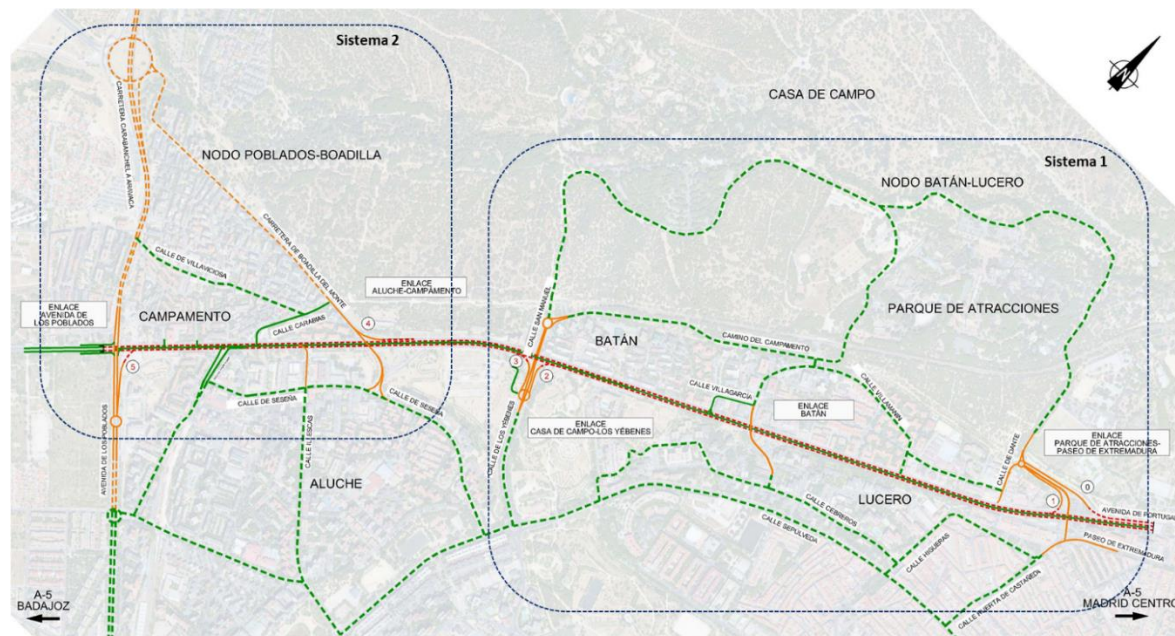 Sistema 2
CASA DE CAMPO
CARRETERA CARABANCHEL A ARAVACA
NODO POBLADOS-BOADILLA
Sistema 1
NODO BATÁN-LUCERO
CARRETERA DE BOADILLA DEL MONTE
CALLE DE VILLAVICIOSA
ENLACE
ALUCHE-CAMPAMENTO
ENLACE
AVENIDA DE
LOS POBLADOS
CAMPAMENTO
CALLE CARABIAS
4
CALLE SAN MANUEL
BATÁN
CAMINO DEL CAMPAMENTO
PARQUE DE ATRACCIONES
5
3
2
CALLE VILLAGARCÍA
CALLE VILLAMANÍN
ENLACE
BATÁN
CALLE DE SESEÑA
CALLE DE SESEÑA
CALLE DE LOS YÉBENES
ENLACE
CASA DE CAMPO-LOS YÉBENES
CALLE ILLESCAS
AVENIDA DE LOS POBLADOS
ALUCHE
CALLE DE DANTE
ENLACE
PARQUE DE ATRACCIONES-
PASEO DE EXTREMADURA
0
1
AVENIDA DE PORTUGAL
PASEO DE EXTREMADURA
LUCERO
CALLE CEBREROS
CALLE SEPÚLVEDA
CALLE HIGUERAS
CALLE HUERTA DE CASTAÑEDA
A-5
BADAJOZ
A-5
MADRID CENTRO